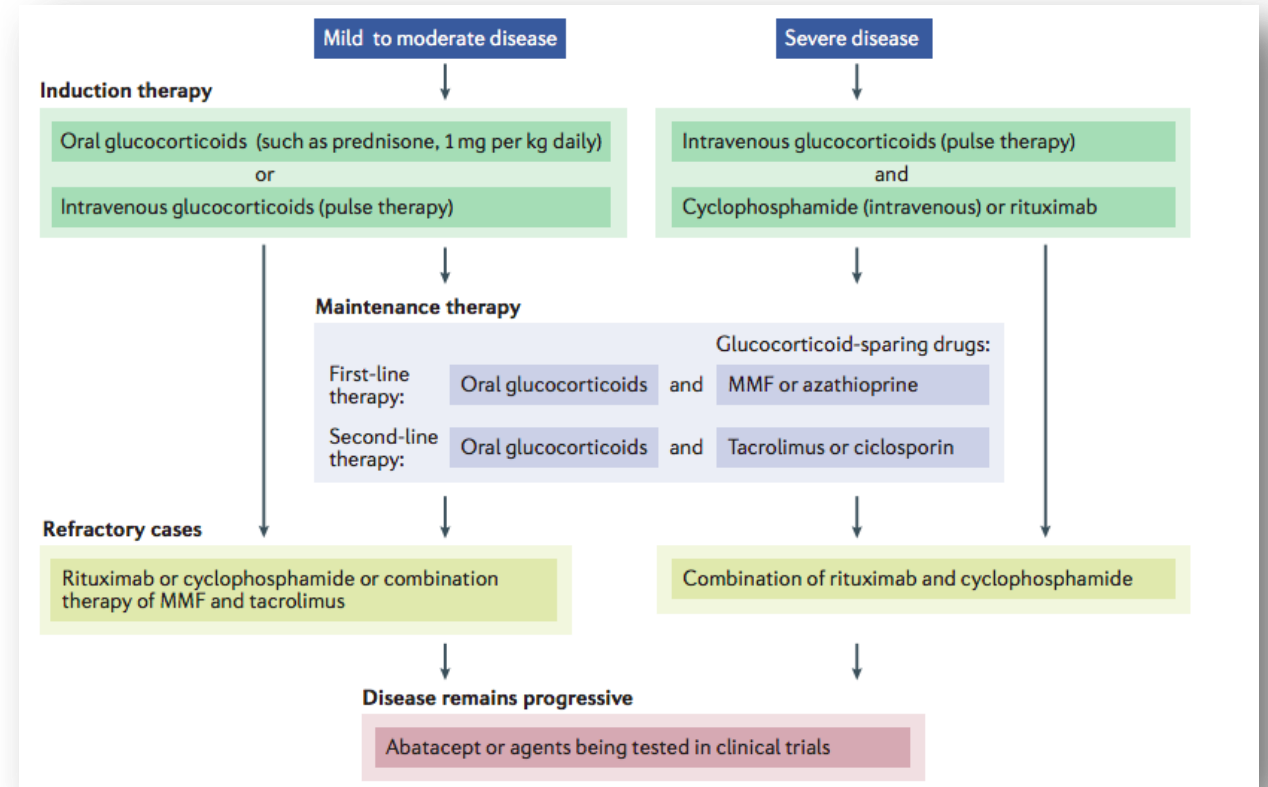 Mild to moderate disease
Severe disease
Induction therapy
Oral glucocorticoids (such as prednisone, 1 mg per kg daily)
or
Intravenous glucocorticoids (pulse therapy)
Intravenous glucocorticoids (pulse therapy)
and
Cyclophosphamide (intravenous) or rituximab
Maintenance therapy
Glucocorticoid-sparing drugs:
First-line
therapy:
Oral glucocorticoids
and
MMF or azathioprine
Second-line
therapy:
Oral glucocorticoids
and
Tacrolimus or ciclosporin
Refractory cases
Rituximab or cyclophosphamide or combination
therapy of MMF and tacrolimus
Combination of rituximab and cyclophosphamide
Disease remains progressive
Abatacept or agents being tested in clinical trials